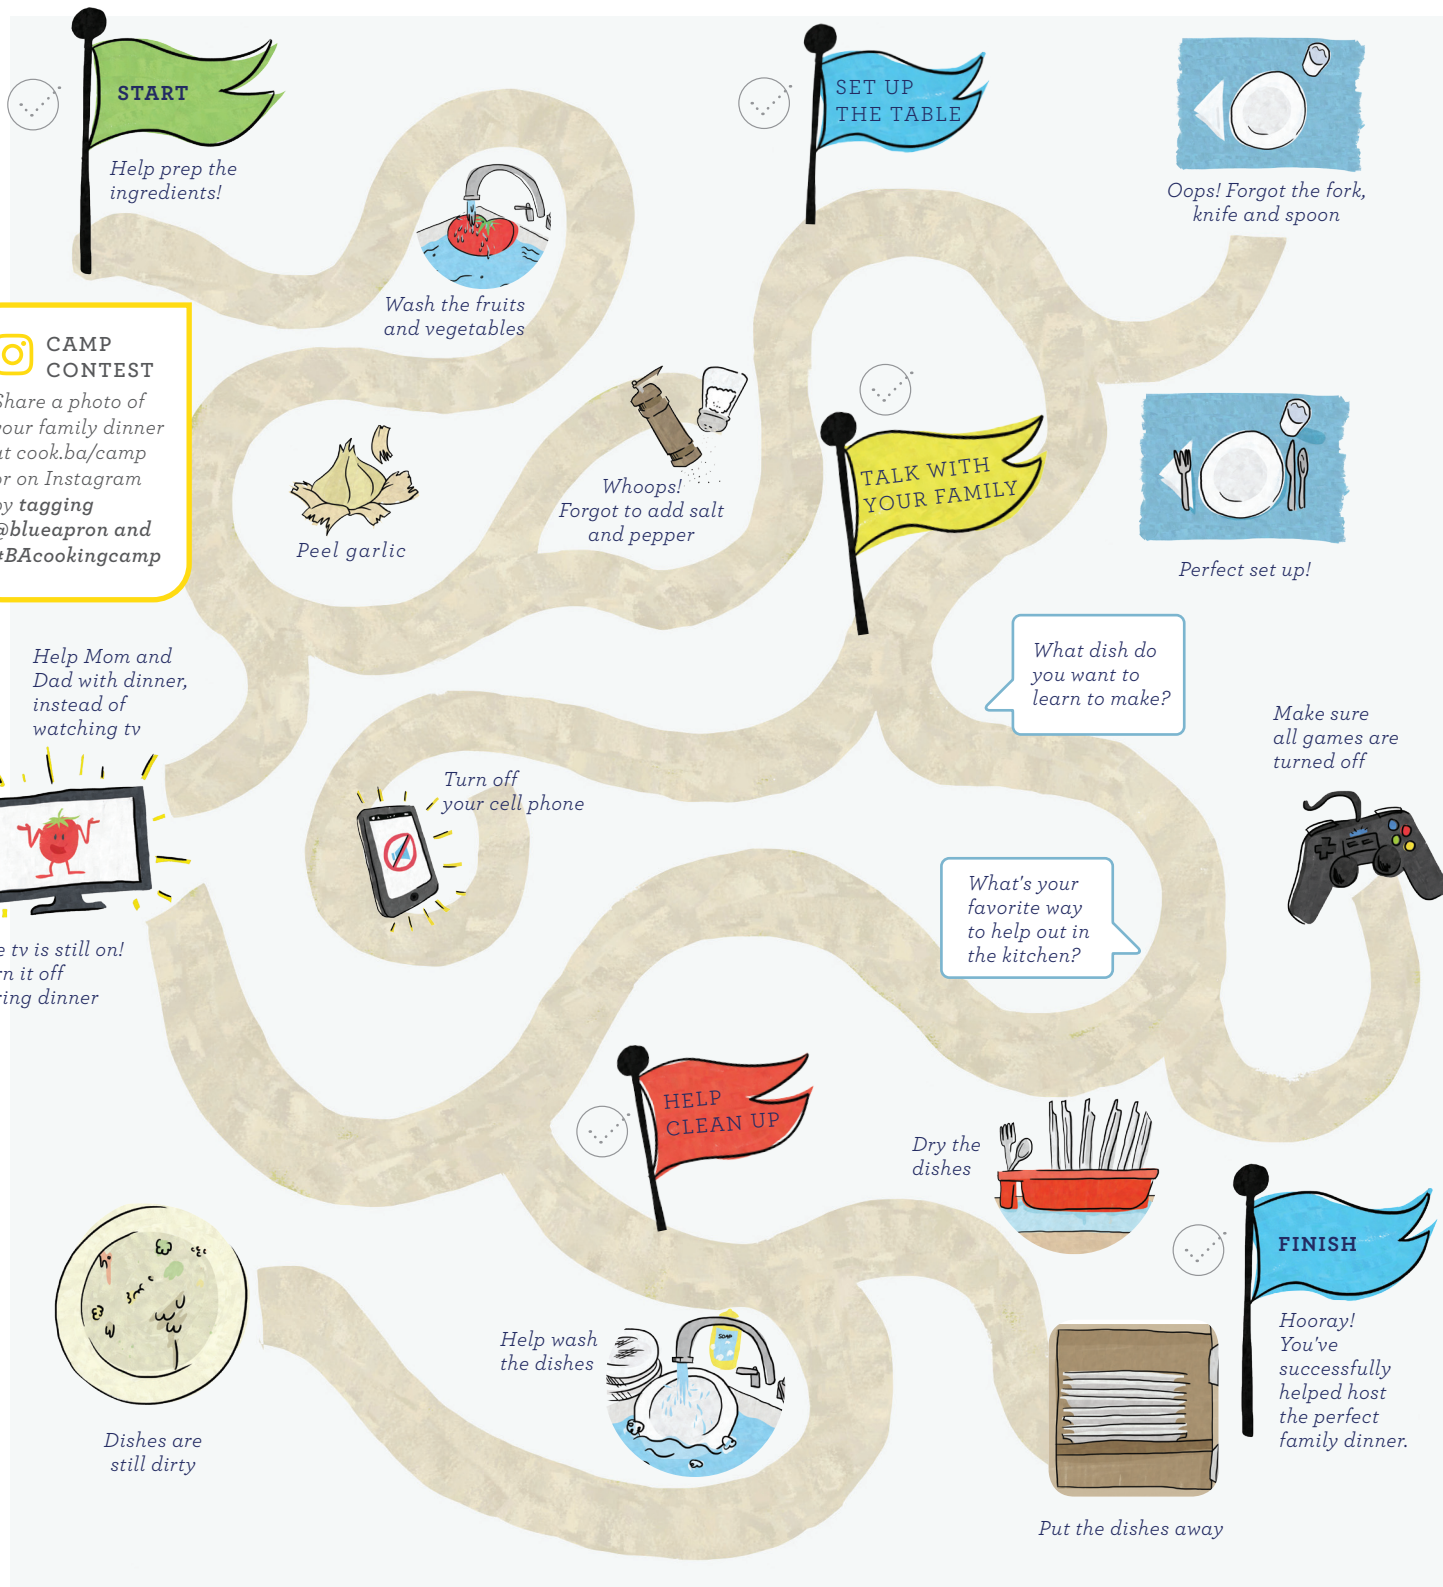 START
Help prep the
ingredients!
SET UP
THE TABLE
Oops! Forgot the fork,
knife and spoon
Wash the fruits
and vegetables
CAMP
CONTEST
Share a photo of
your family dinner
at cook.ba/camp
or on Instagram
by tagging
@blueapron and
#BAcookingcamp
Peel garlic
Whoops!
Forgot to add salt
and pepper
TALK WITH
YOUR FAMILY
Perfect set up!
Help Mom and
Dad with dinner,
instead of
watching tv
What dish do
you want to
learn to make?
Make sure
all games are
turned off
Turn off
your cell phone
What's your
favorite way
to help out in
the kitchen?
tv is still on!
it off
dinner
HELP
CLEAN UP
Dry the
dishes
FINISH
Hooray!
You've
successfully
helped host
the perfect
family dinner.
Help wash
the dishes
SOAP
Dishes are
still dirty
Put the dishes away